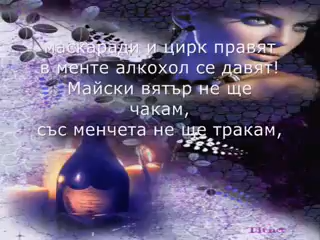 маскаради и цирк правят
в менте алкохол се давят!
Майски вятър не ще
чакам,
със менчета не ще тракам,